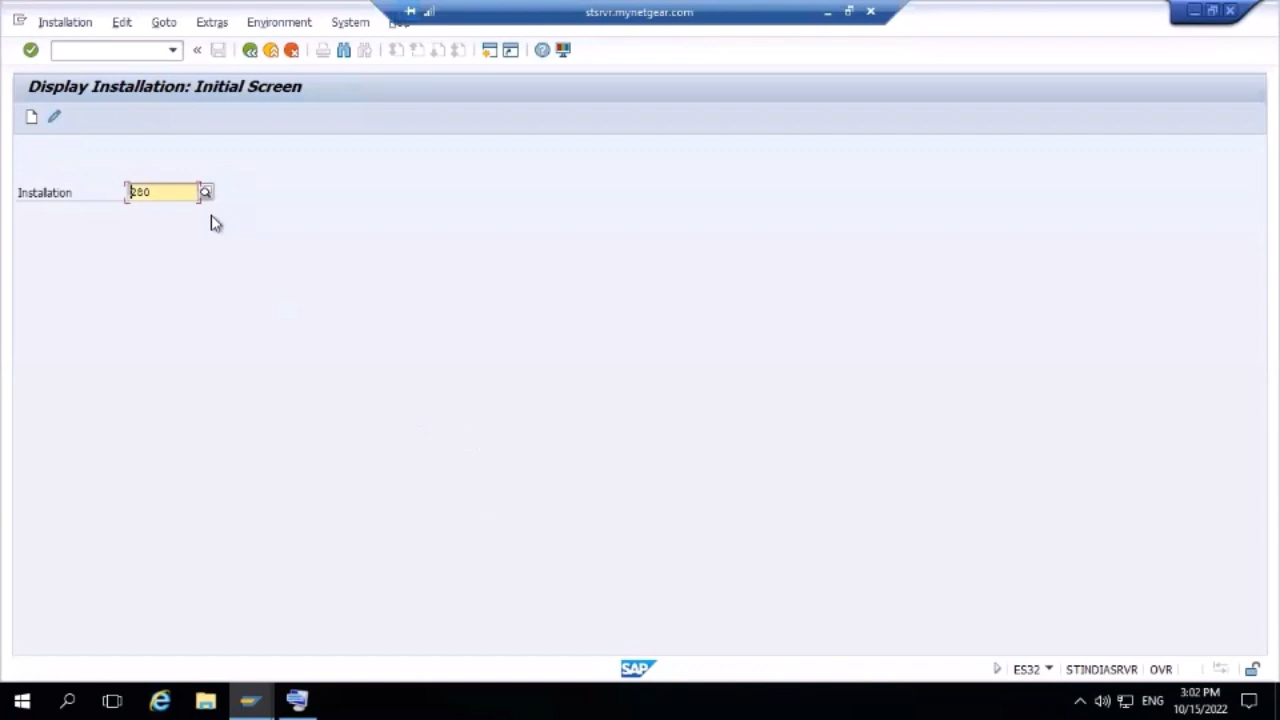 stsrvr.mynetgear.com
Installation Edit Goto Extras Environment System
Display Installation: Initial Screen
Installation 280
SAP
ES32 STINDIASRVR OVR
ENG 3:02 PM
10/15/2022